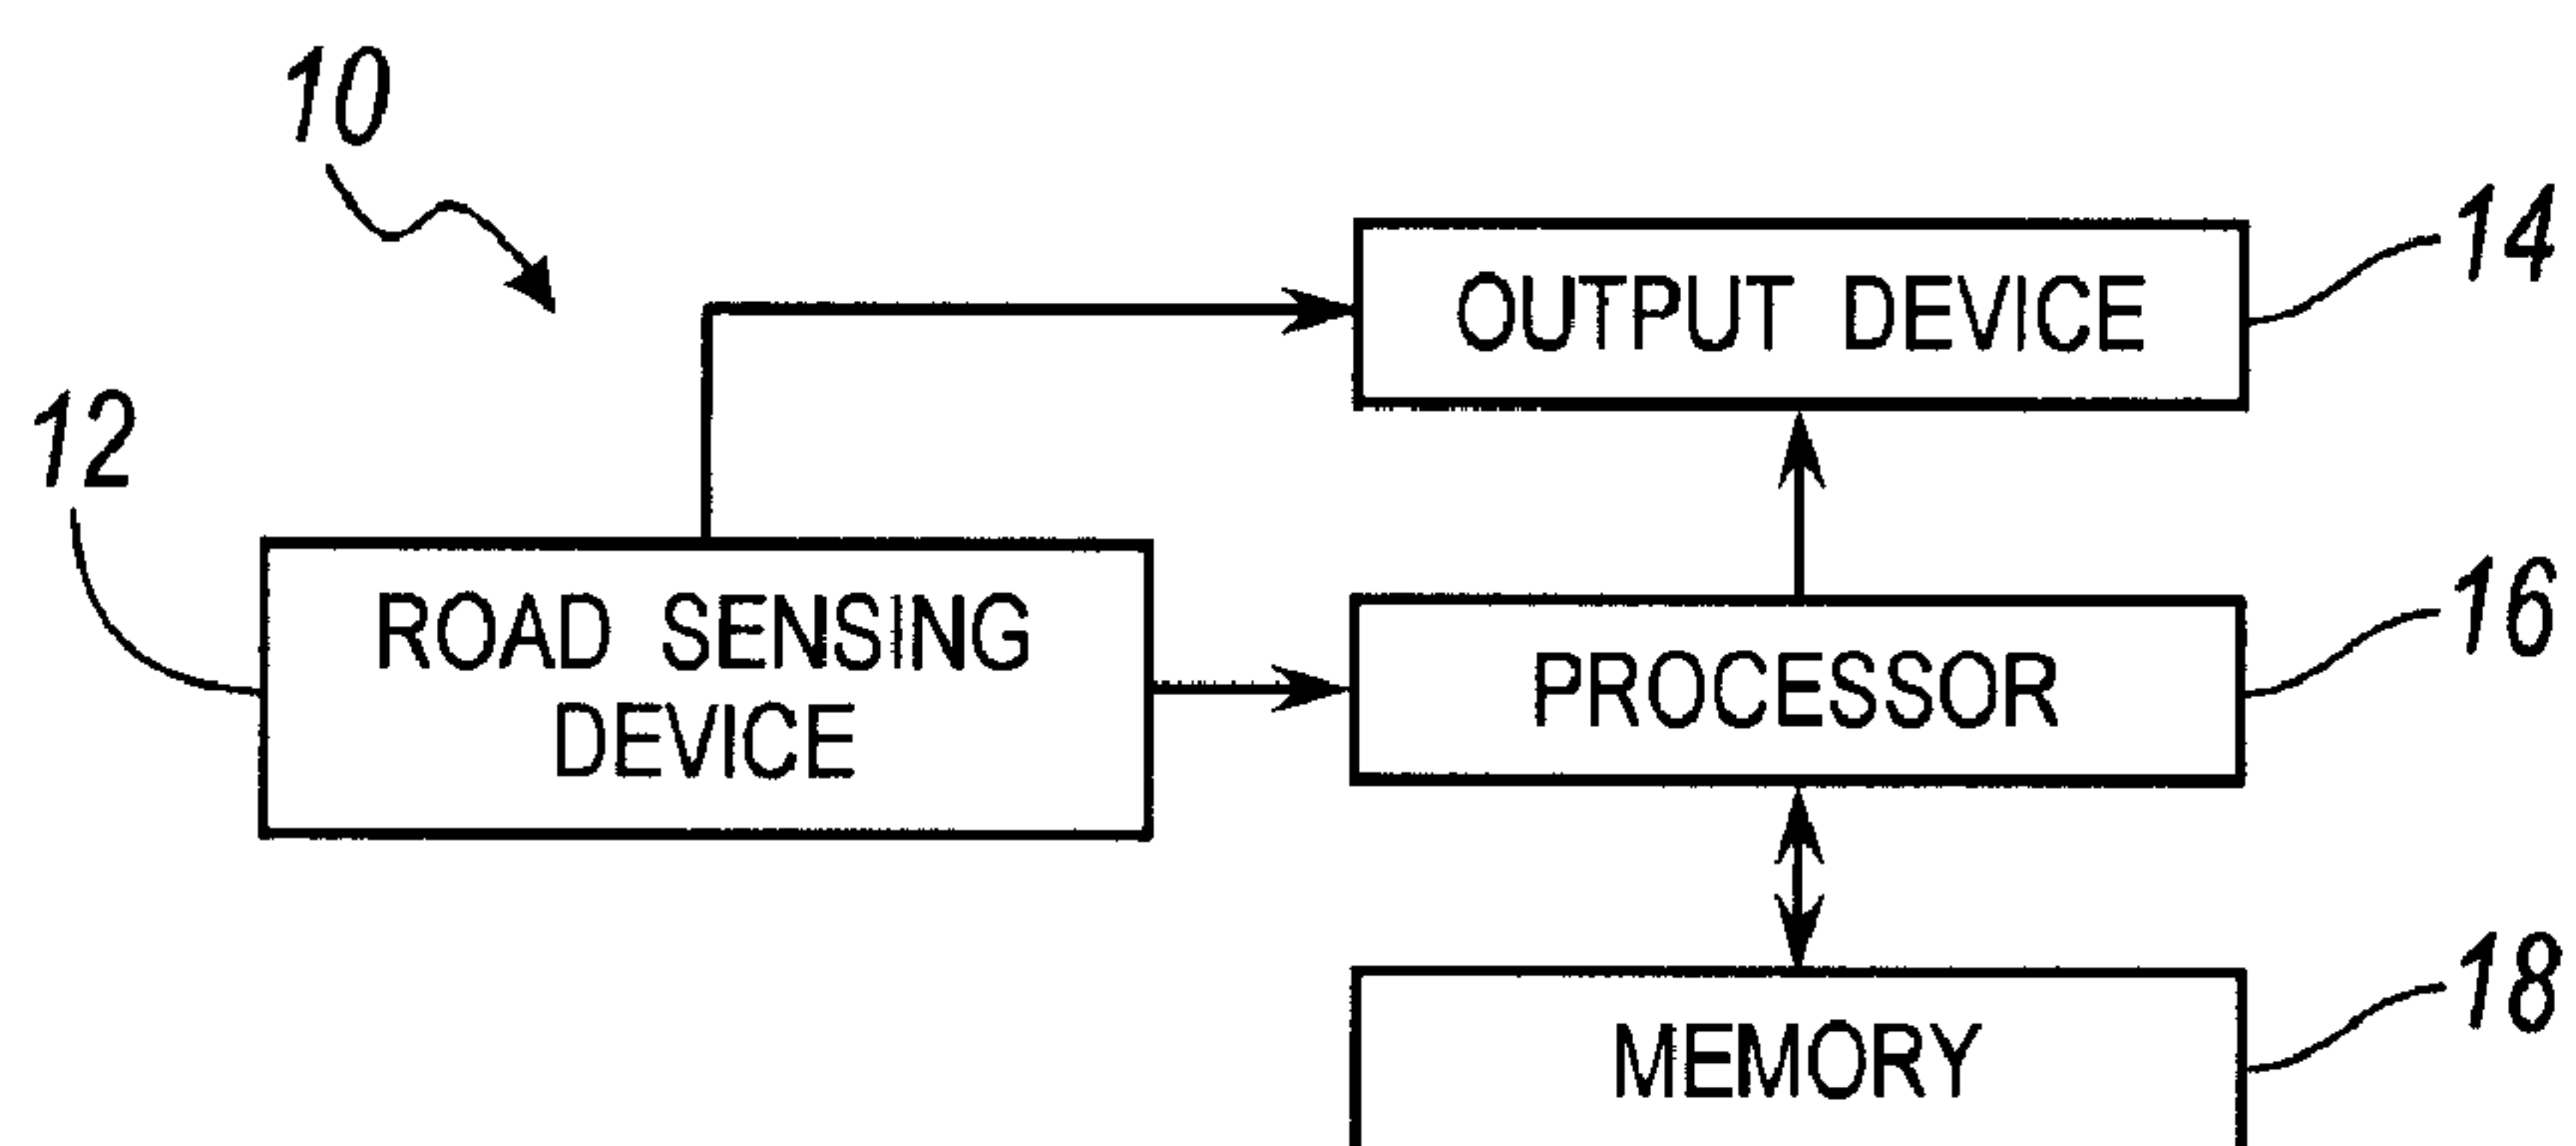 10
OUTPUT DEVICE
14
12
ROAD SENSING
DEVICE
PROCESSOR
16
MEMORY
18